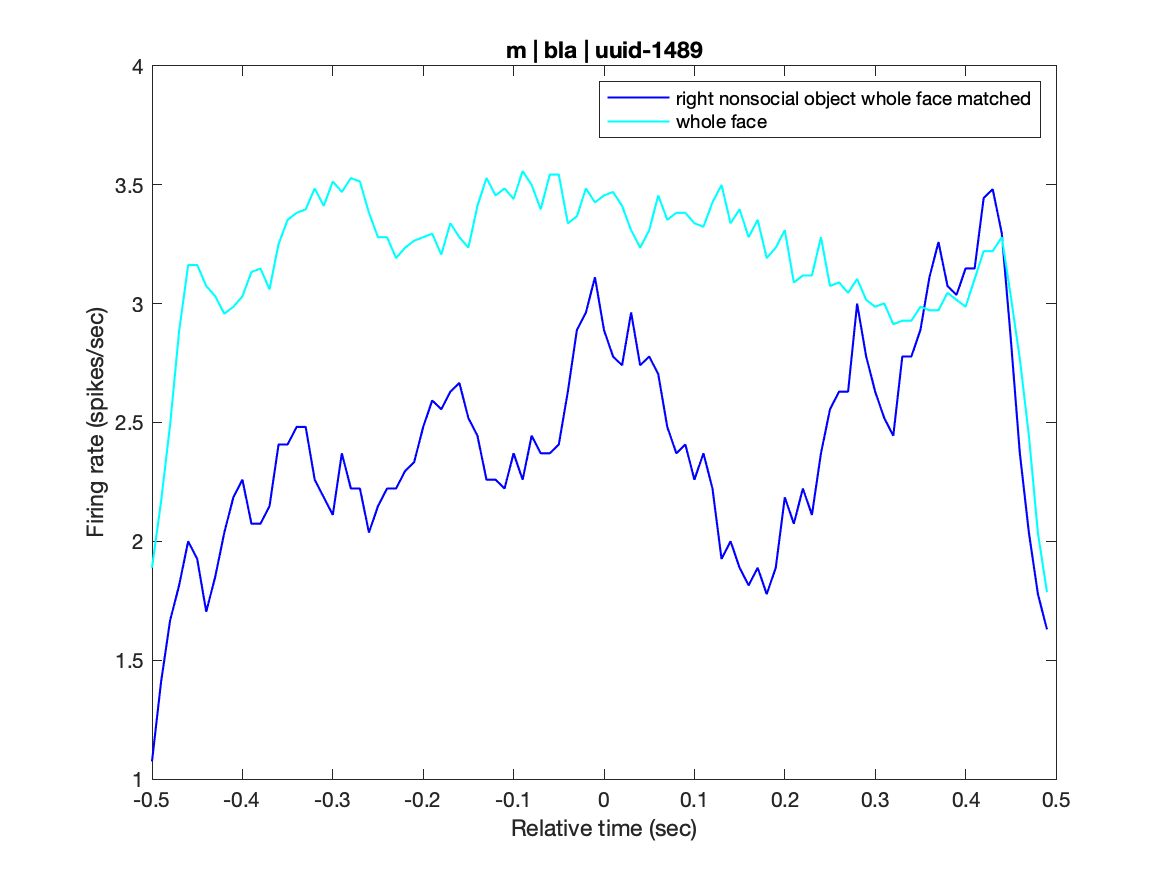 m | bla | uuid-1489
right nonsocial object whole face matched
whole face
4
3.5
3
2.5
2
1.5
1
Firing rate (spikes/sec)
-0.5 -0.4 -0.3 -0.2 -0.1 0 0.1 0.2 0.3 0.4 0.5
Relative time (sec)